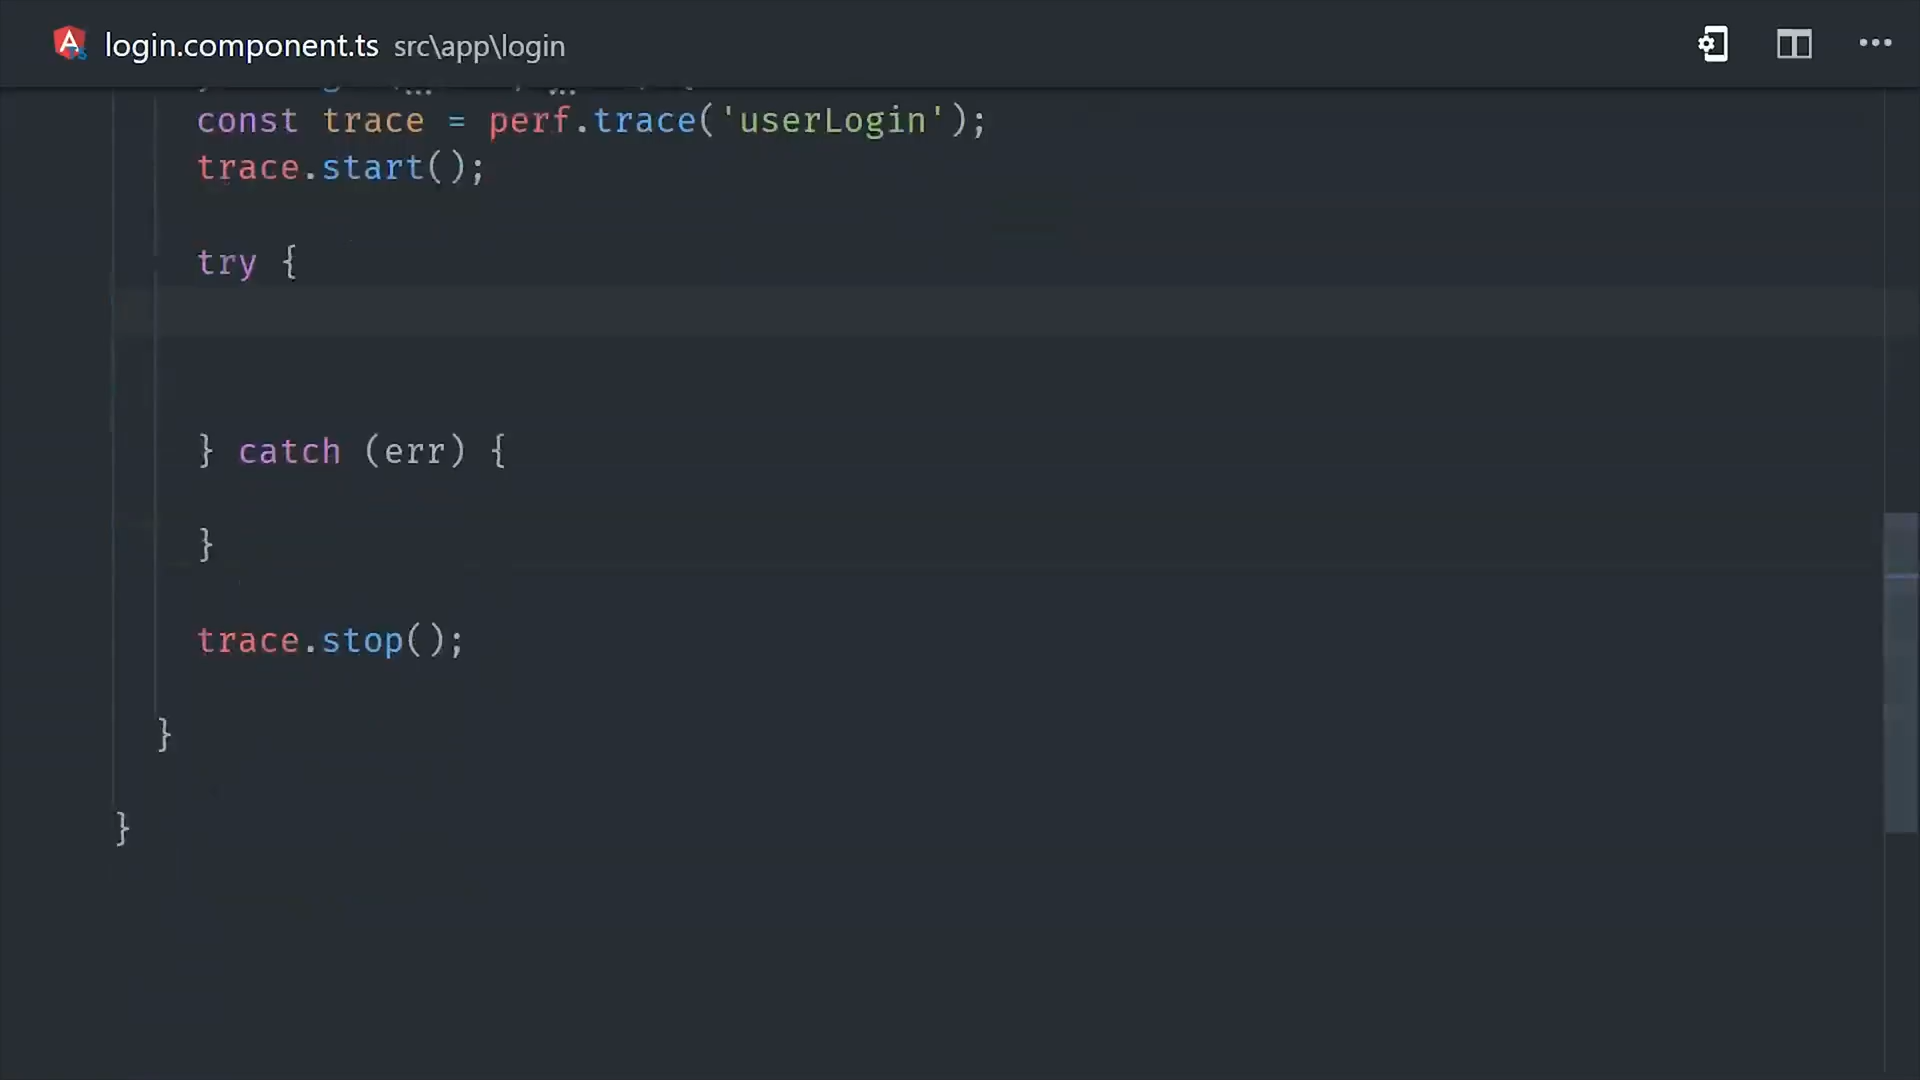 login.component.ts src\app\login
const trace = perf.trace('userLogin');
trace.start();
try {
} catch (err) {
}
trace.stop();
}
}